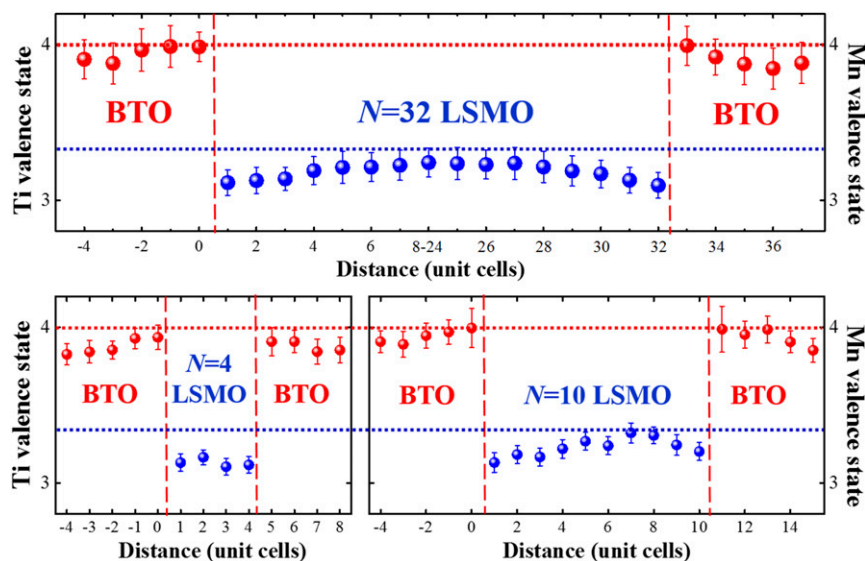 4
3
Ti valence state
BTO
N=32 LSMO
BTO
4
3
Mn valence state
-4 -2 0 2 4 6 8-24 26 28 30 32 34 36
Distance (unit cells)
4
3
Ti valence state
BTO
N=4
LSMO
BTO
-4 -3 -2 -1 0 1 2 3 4 5 6 7 8
Distance (unit cells)
BTO
N=10 LSMO
BTO
4
3
Mn valence state
-4 -2 0 2 4 6 8 10 12 14
Distance (unit cells)